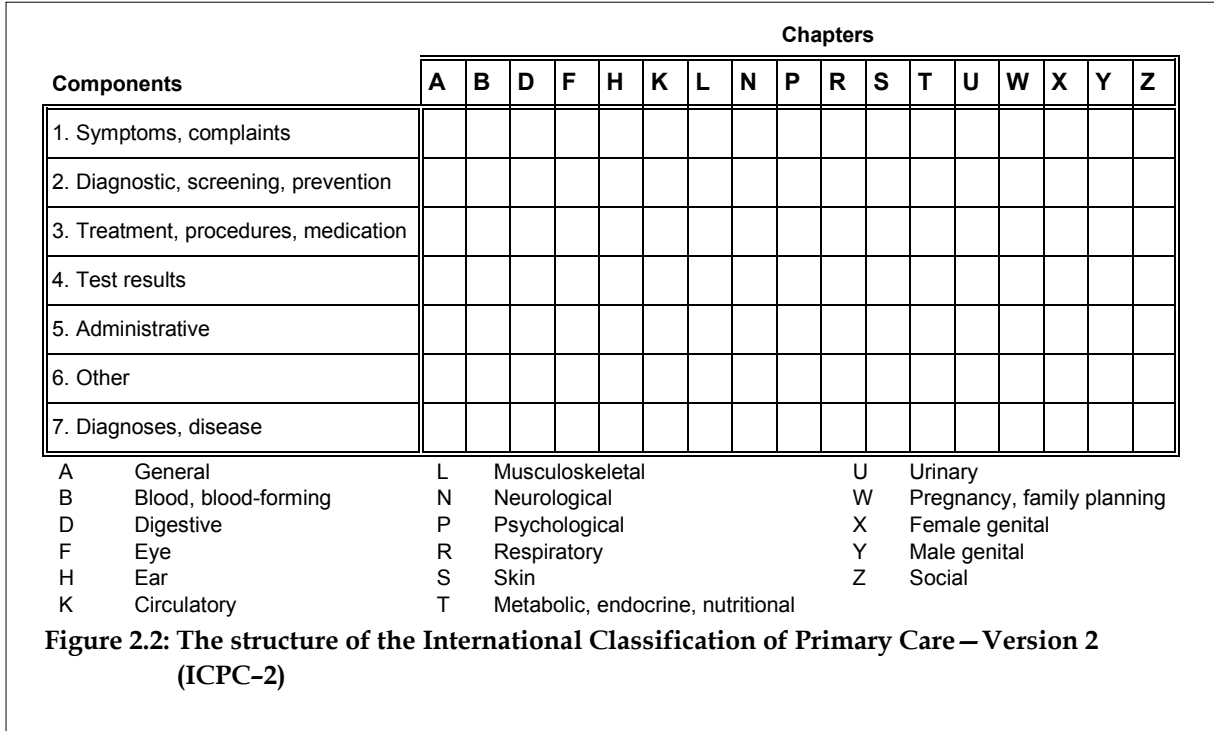 Chapters
Components A B D F H K L N P R S T U W X Y Z
1. Symptoms, complaints
2. Diagnostic, screening, prevention
3. Treatment, procedures, medication
4. Test results
5. Administrative
6. Other
7. Diagnoses, disease
A General L Musculoskeletal U Urinary
B Blood, blood-forming N Neurological W Pregnancy, family planning
D Digestive P Psychological X Female genital
F Eye R Respiratory Y Male genital
H Ear S Skin Z Social
K Circulatory T Metabolic, endocrine, nutritional
Figure 2.2: The structure of the International Classification of Primary Care—Version 2
(ICPC–2)